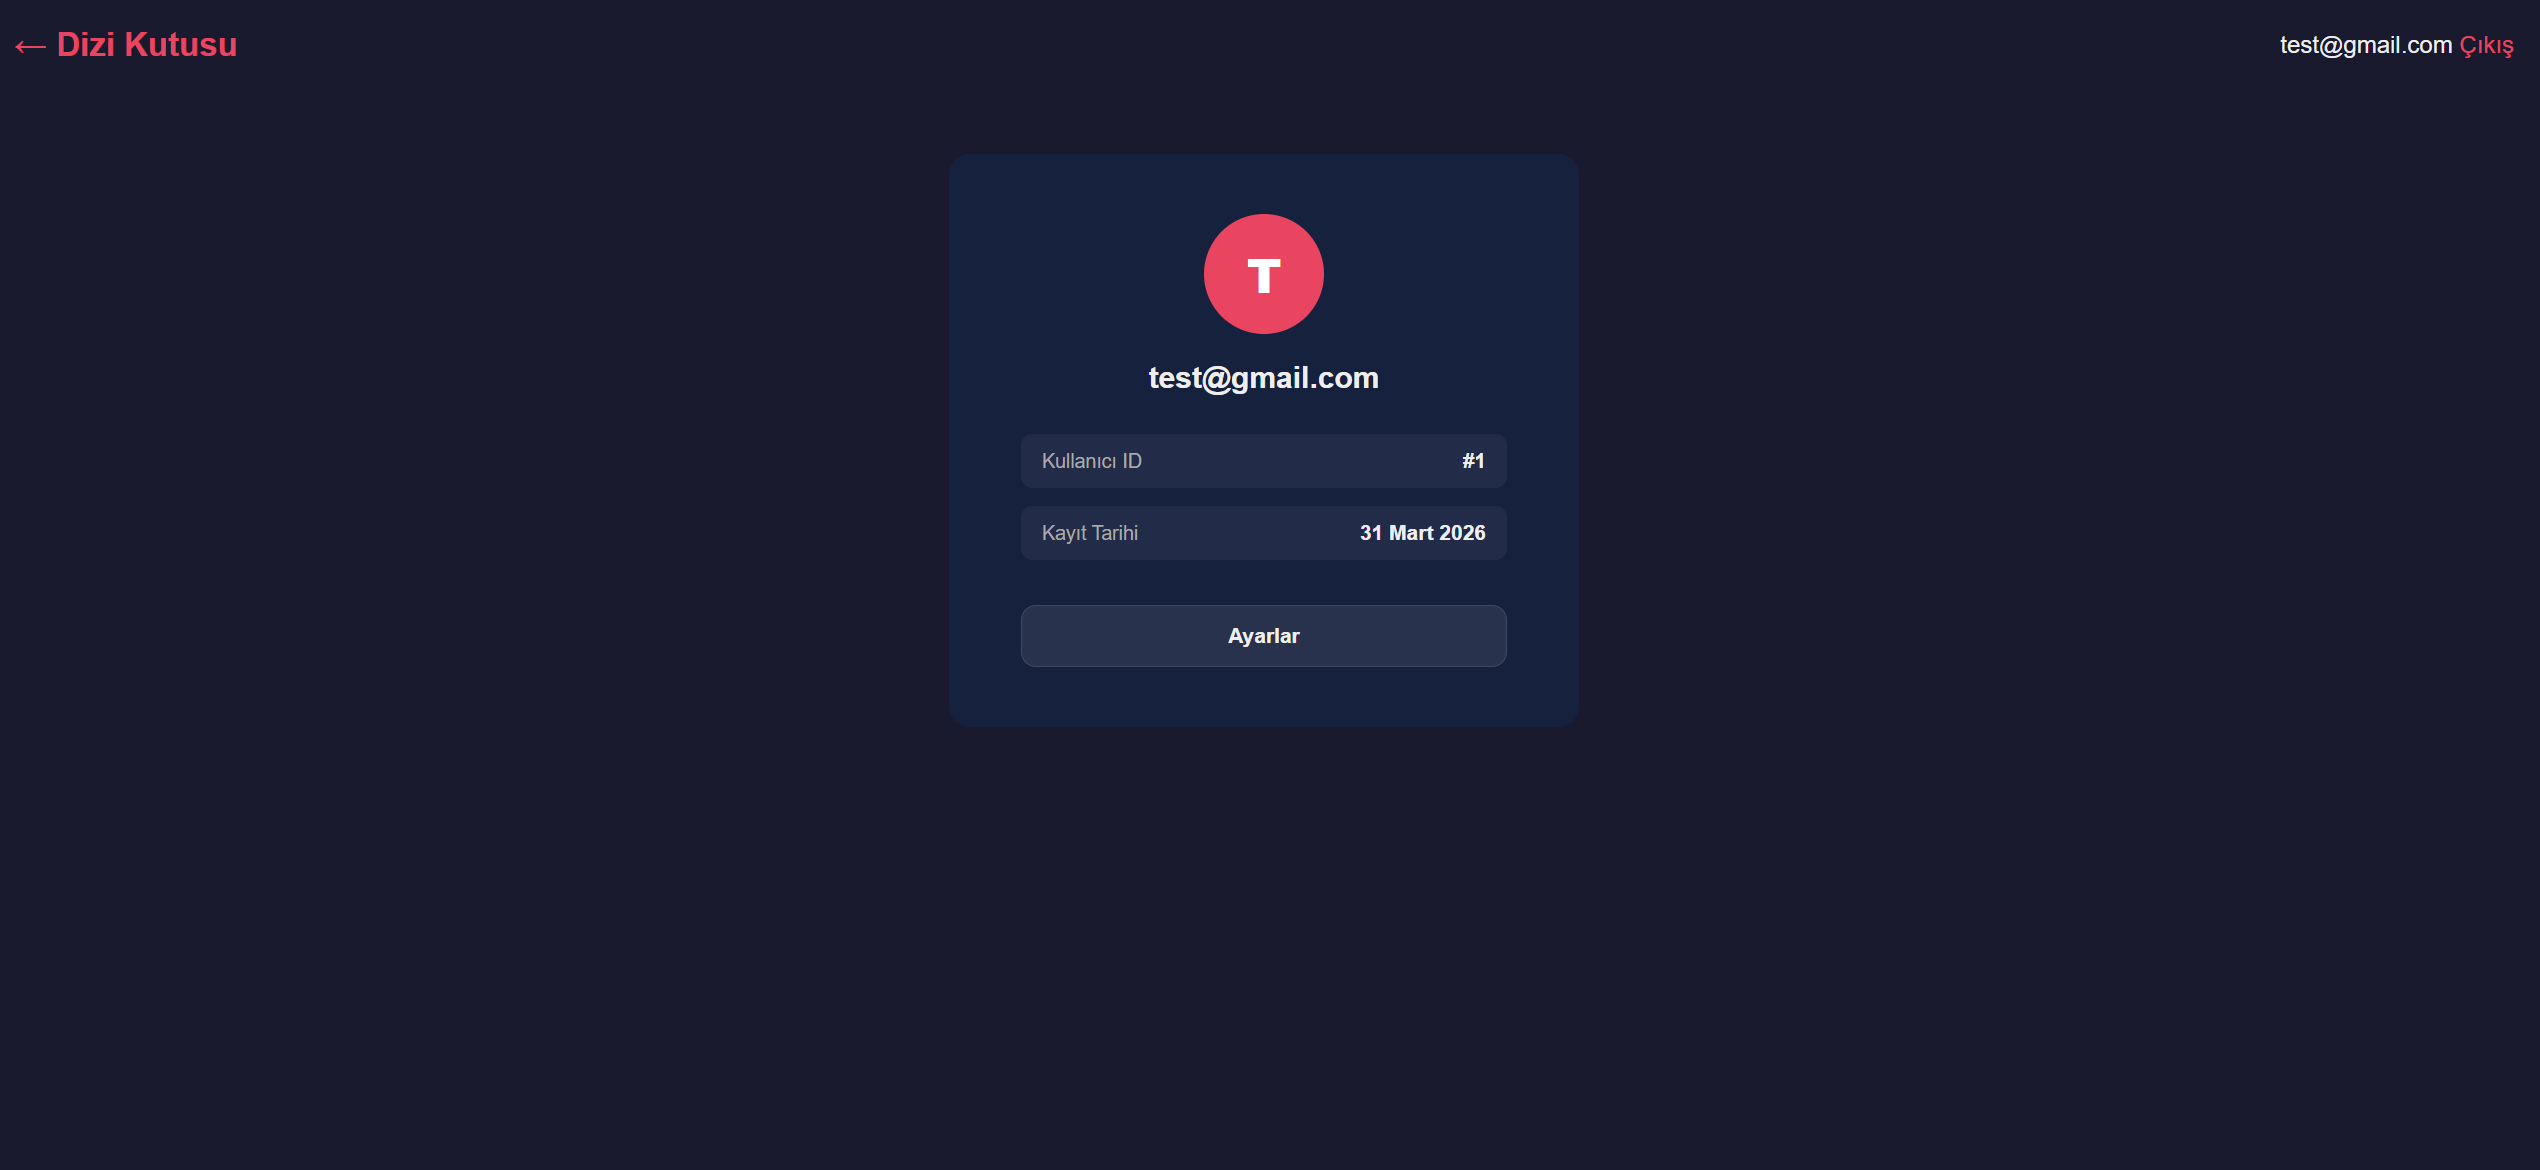 ← Dizi Kutusu
test@gmail.com Çıkış
T
test@gmail.com
Kullanıcı ID #1
Kayıt Tarihi 31 Mart 2026
Ayarlar